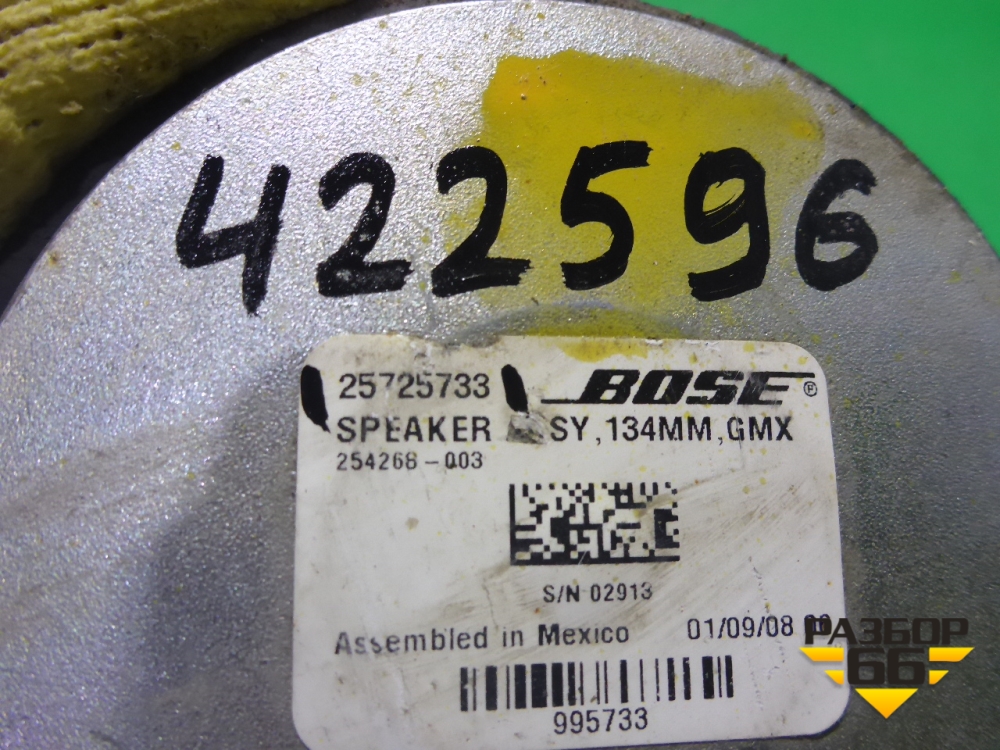 422596
25725733 BOSE ®
SPEAKER SY,134MM,GMX
254268-003
S/N 02913
Assembled in Mexico 01/09/08
995733
РАЗБОР
66